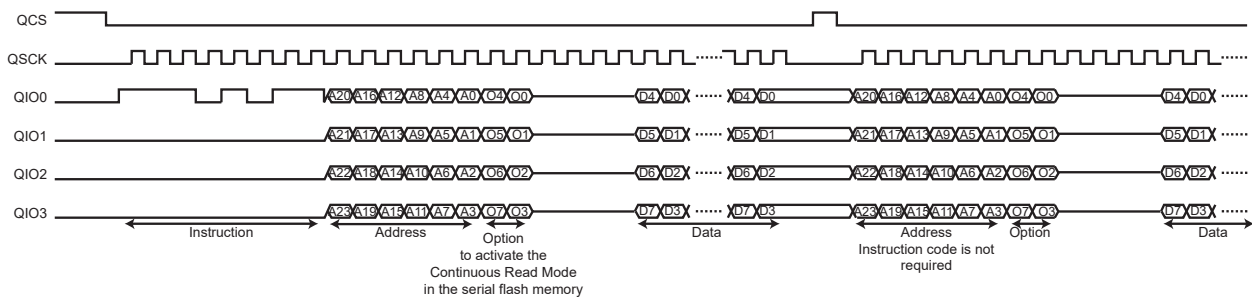 QCS
QSCK
QIO0 A20 A16 A12 A8 A4 A0 O4 O0 D4 D0 D4 D0 A20 A16 A12 A8 A4 A0 O4 O0 D4 D0
QIO1 A21 A17 A13 A9 A5 A1 O5 O1 D5 D1 D5 D1 A21 A17 A13 A9 A5 A1 O5 O1 D5 D1
QIO2 A22 A18 A14 A10 A6 A2 O6 O2 D6 D2 D6 D2 A22 A18 A14 A10 A6 A2 O6 O2 D6 D2
QIO3 A23 A19 A15 A11 A7 A3 O7 O3 D7 D3 D7 D3 A23 A19 A15 A11 A7 A3 O7 O3 D7 D3
Instruction
Address
Option
to activate the
Continuous Read Mode
in the serial flash memory
Data
Address
Instruction code is not
required
Option
Data